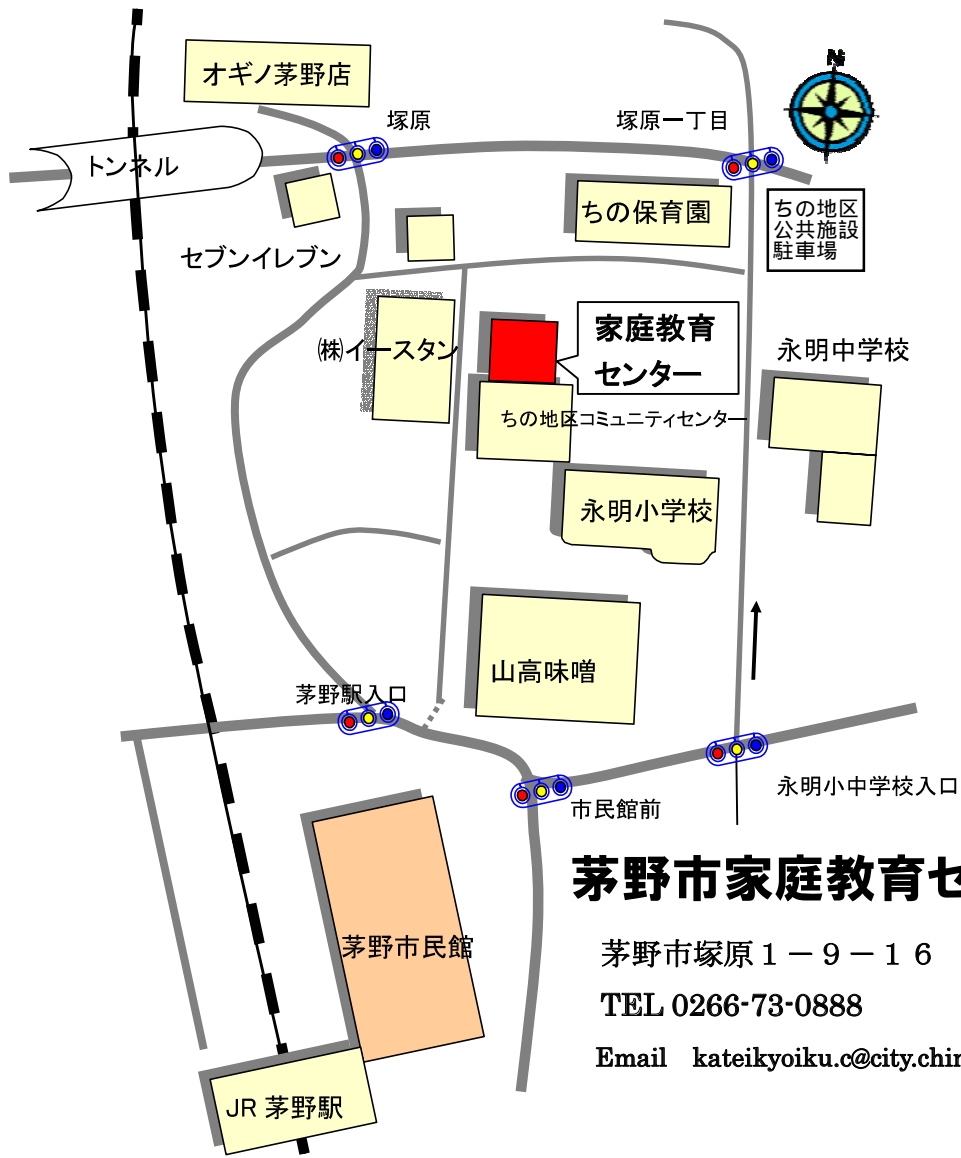 N
オギノ茅野店
塚原
塚原一丁目
トンネル
ちの保育園
ちの地区
公共施設
駐車場
セブンイレブン
家庭教育
センター
㈱イースタン
永明中学校
ちの地区コミュニティセンター
永明小学校
山高味噌
茅野駅入口
永明小中学校入口
市民館前
茅野市家庭教育セ
茅野市民館
茅野市塚原１－９－１６
TEL 0266-73-0888
Email kateikyoiku.c@city.chin
JR 茅野駅